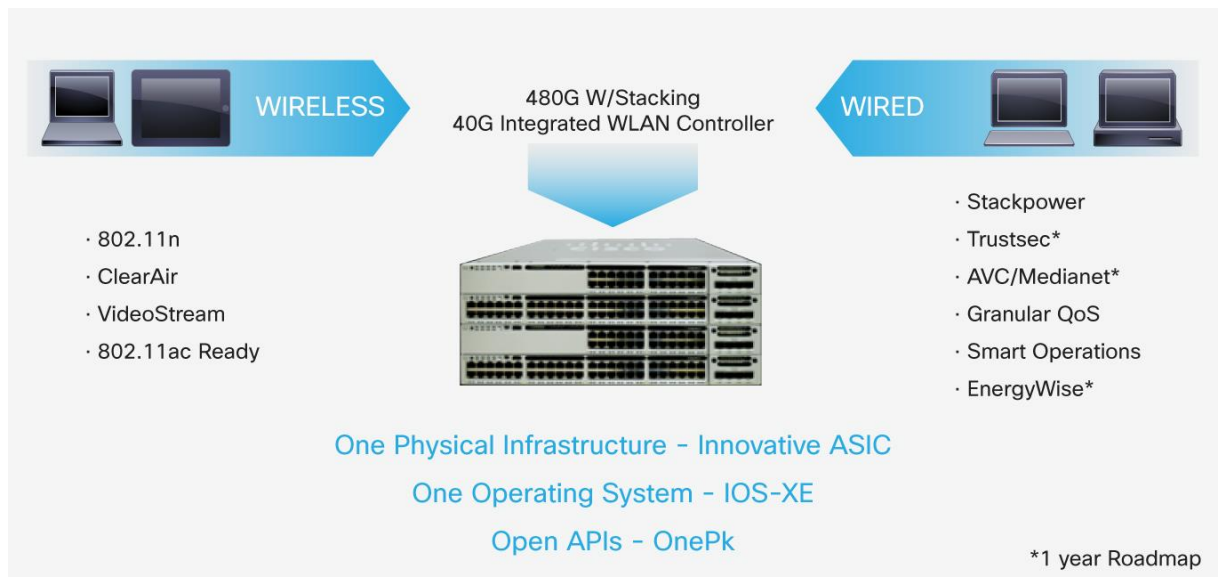 WIRELESS
480G W/Stacking
40G Integrated WLAN Controller
WIRED
· 802.11n
· ClearAir
· VideoStream
· 802.11ac Ready
· Stackpower
· Trustsec*
· AVC/Medianet*
· Granular QoS
· Smart Operations
· EnergyWise*
One Physical Infrastructure - Innovative ASIC
One Operating System - IOS-XE
Open APIs - OnePk
*1 year Roadmap